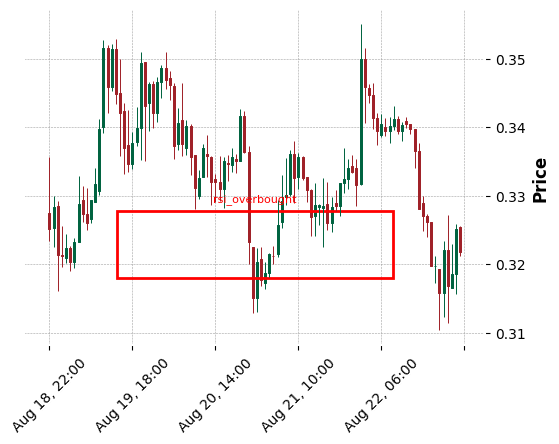 0.35
0.34
0.33
0.32
0.31
Price
rsi_overbought
Aug 18, 22:00
Aug 19, 18:00
Aug 20, 14:00
Aug 21, 10:00
Aug 22, 06:00